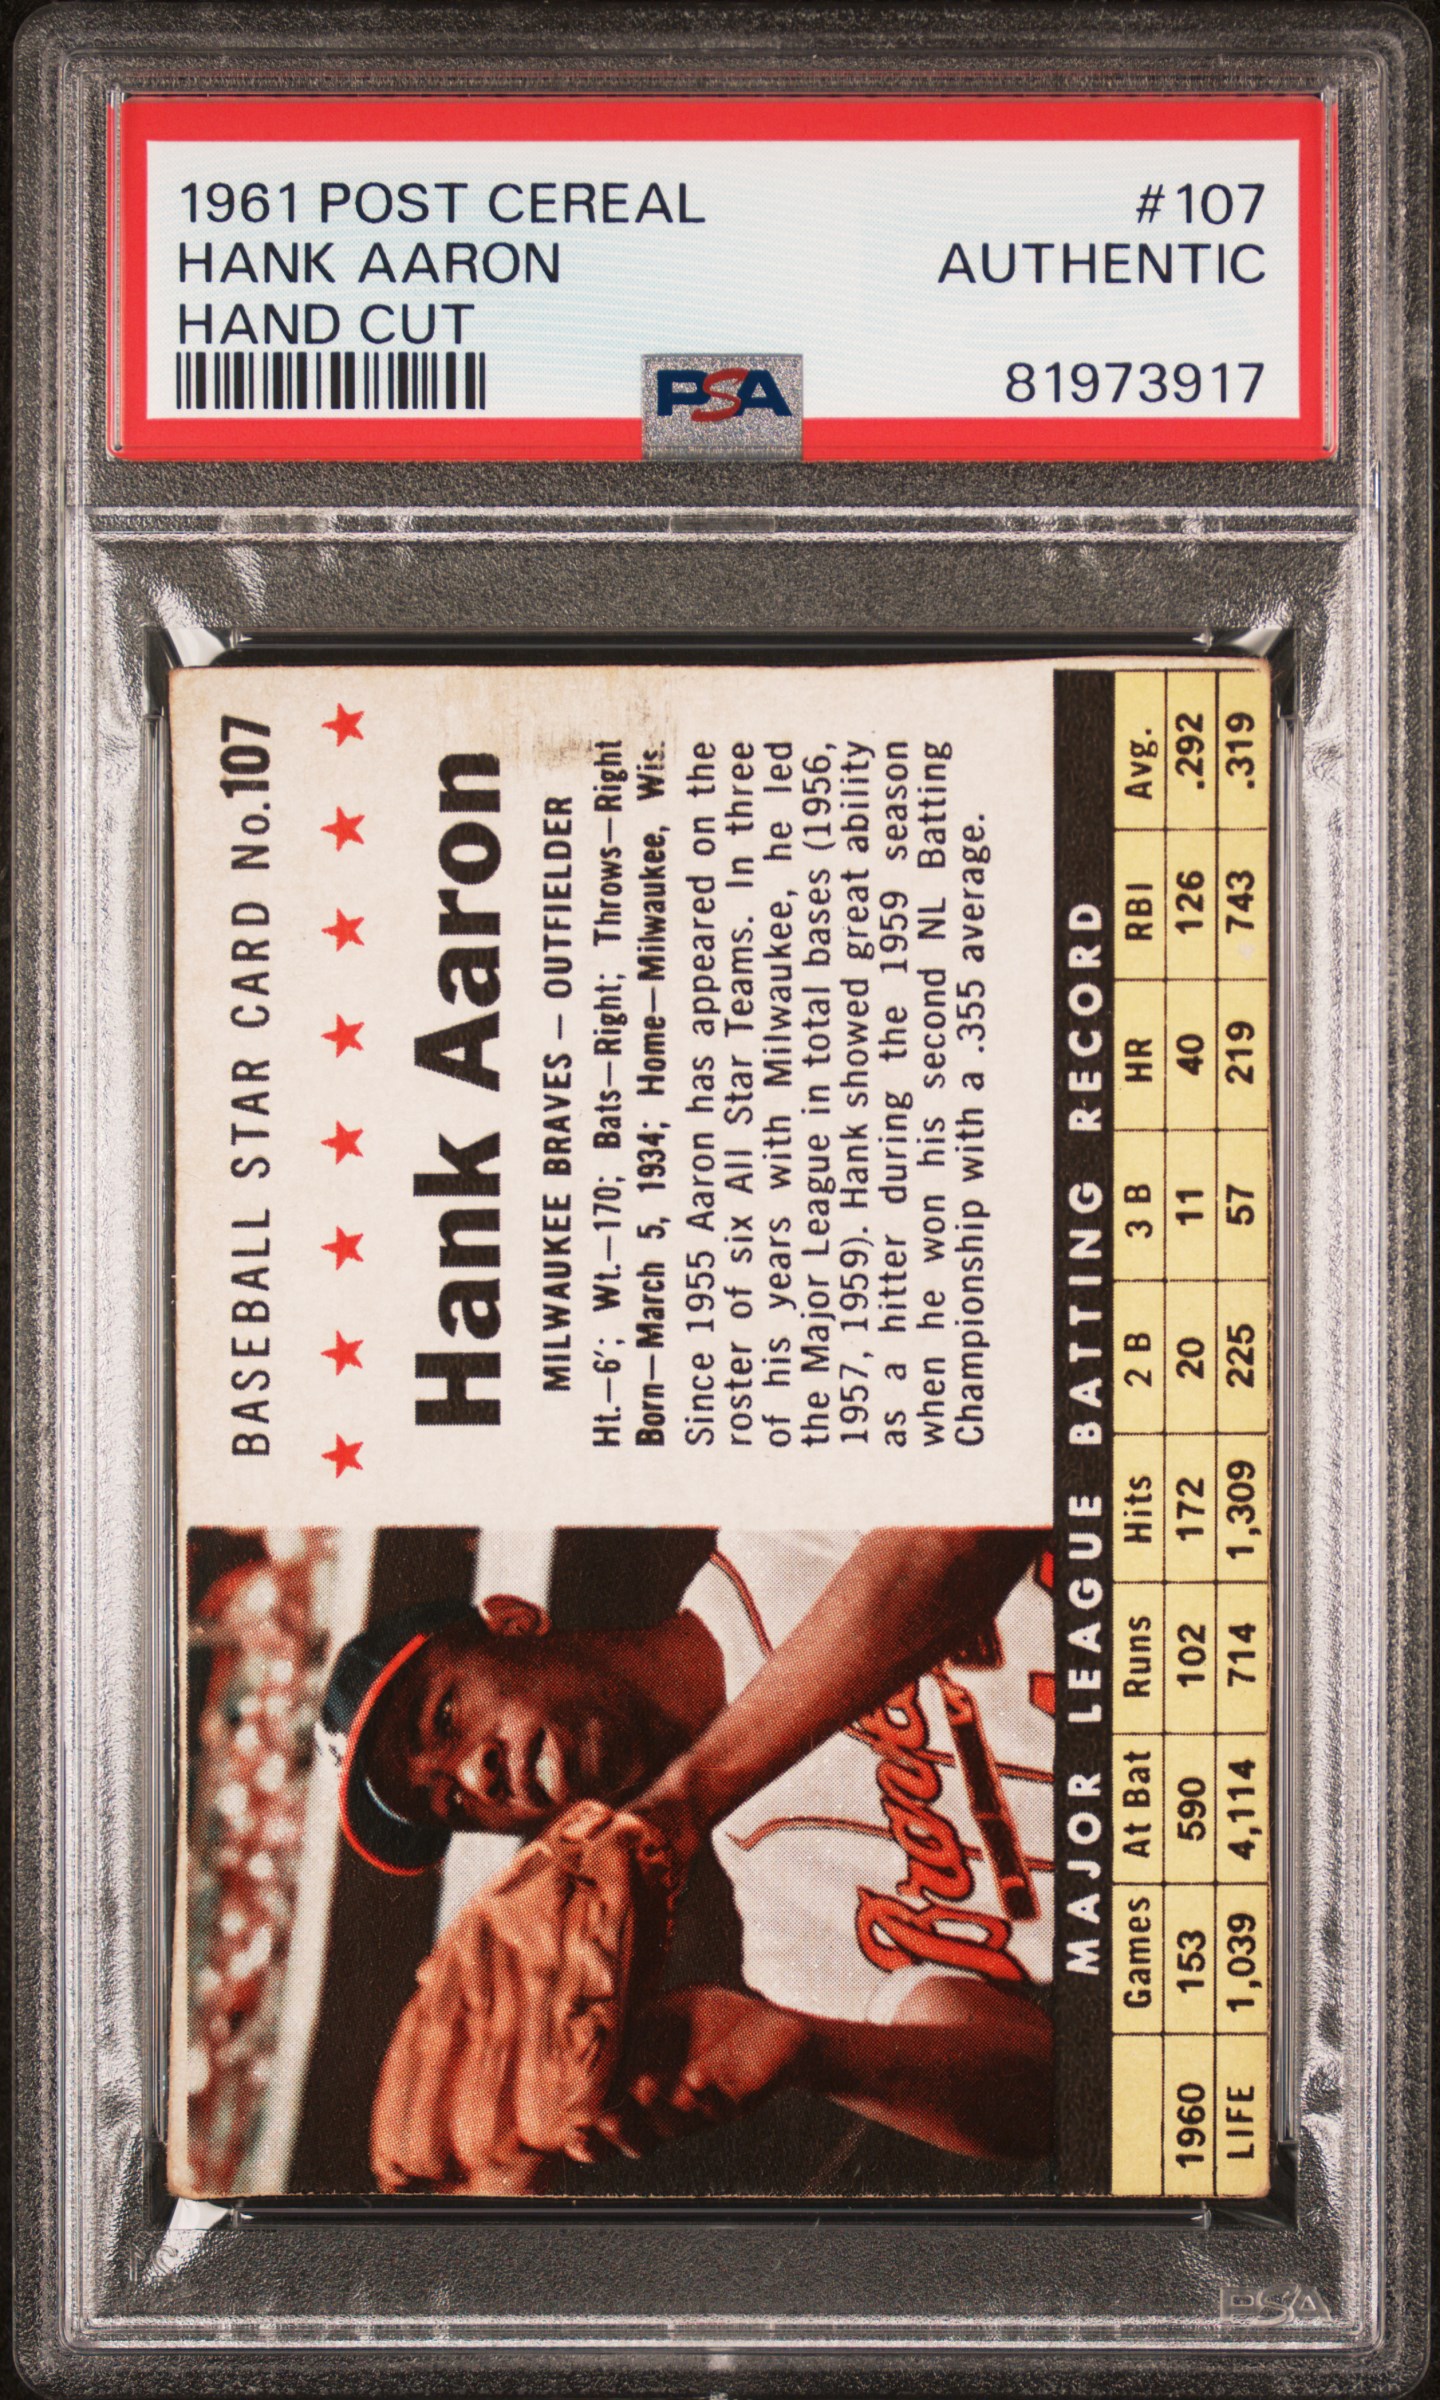 1961 POST CEREAL #107
HANK AARON AUTHENTIC
HAND CUT
81973917
PSA
BASEBALL STAR CARD No. 107
Hank Aaron
MILWAUKEE BRAVES — OUTFIELDER
Ht.—6'; Wt.—170; Bats—Right; Throws—Right
Born—March 5, 1934; Home—Milwaukee, Wis.
Since 1955 Aaron has appeared on the
roster of six All Star Teams. In three
of his years with Milwaukee, he led
the Major League in total bases (1956,
1957, 1959). Hank showed great ability
as a hitter during the 1959 season
when he won his second NL Batting
Championship with a .355 average.
Braves
MAJOR LEAGUE BATTING RECORD
Games At Bat Runs Hits 2 B 3 B HR RBI Avg.
1960 153 590 102 172 20 11 40 126 .292
LIFE 1,039 4,114 714 1,309 225 57 219 743 .319
PSA